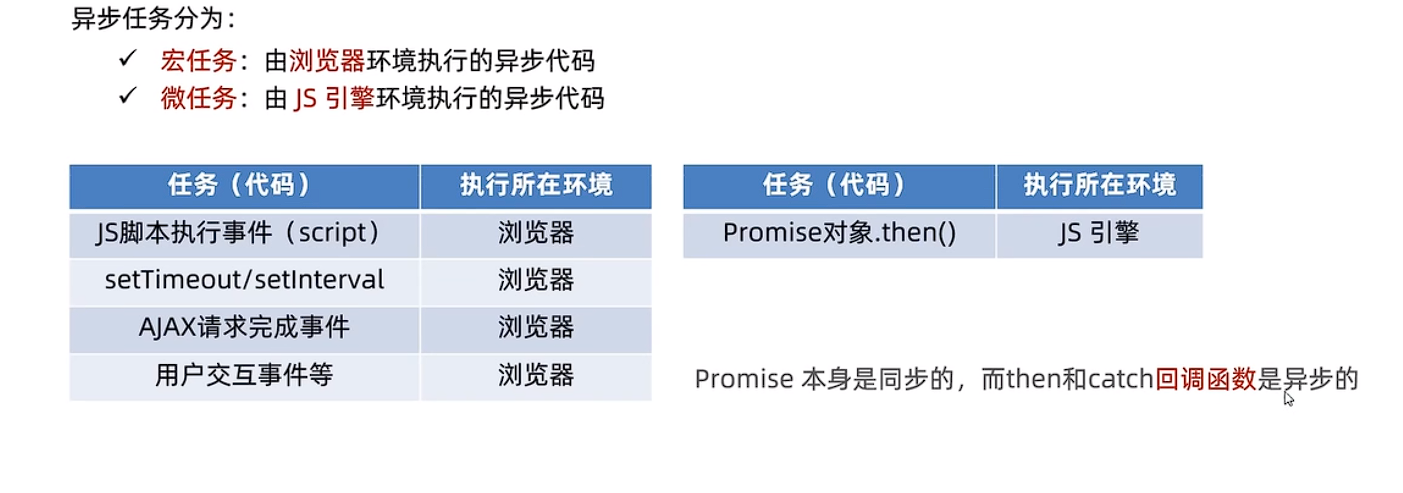 异步任务分为：
✓ 宏任务：由浏览器环境执行的异步代码
✓ 微任务：由 JS 引擎环境执行的异步代码
任务（代码） 执行所在环境
JS脚本执行事件（script） 浏览器
setTimeout/setInterval 浏览器
AJAX请求完成事件 浏览器
用户交互事件等 浏览器
任务（代码） 执行所在环境
Promise对象.then() JS 引擎
Promise 本身是同步的，而then和catch回调函数是异步的